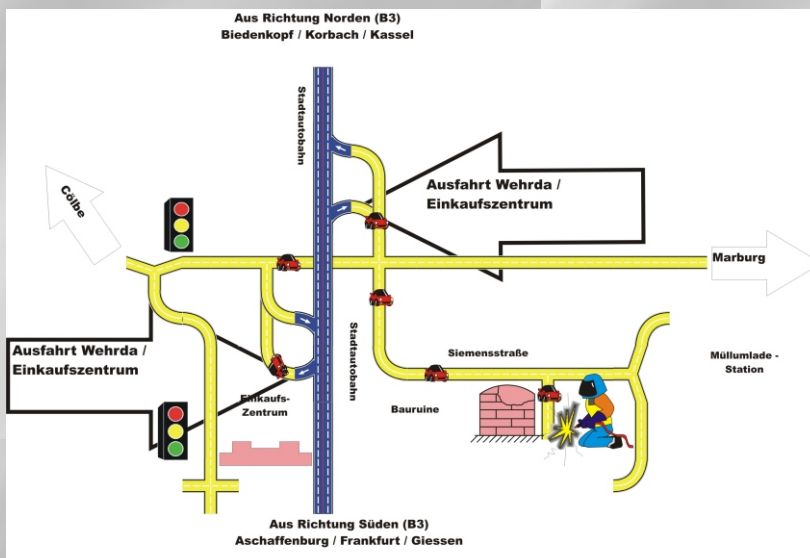 Aus Richtung Norden (B3)
Biedenkopf / Korbach / Kassel
Stadtautobahn
Cölbe
Ausfahrt Wehrda /
Einkaufszentrum
Marburg
Ausfahrt Wehrda /
Einkaufszentrum
Stadtautobahn
Siemensstraße
Müllumlade -
Station
Einkaufs-
Zentrum
Bauruine
Aus Richtung Süden (B3)
Aschaffenburg / Frankfurt / Giessen